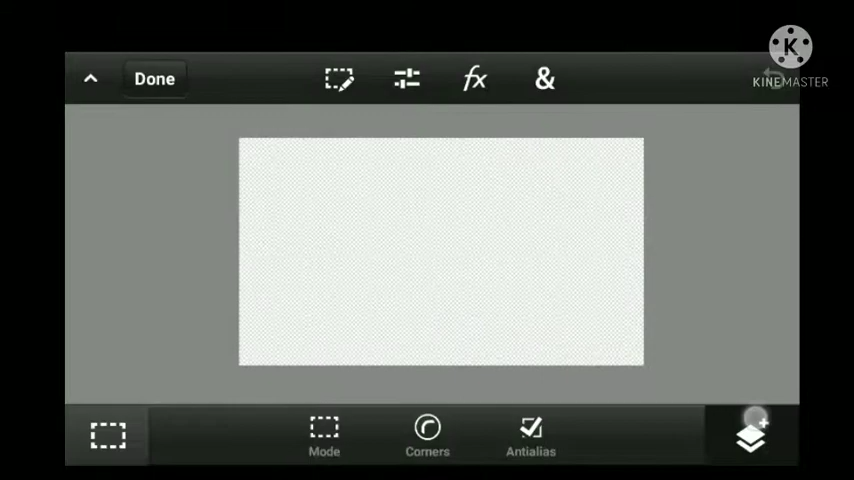 Done
fx
&
K
KINEMASTER
Mode
Corners
Antialias